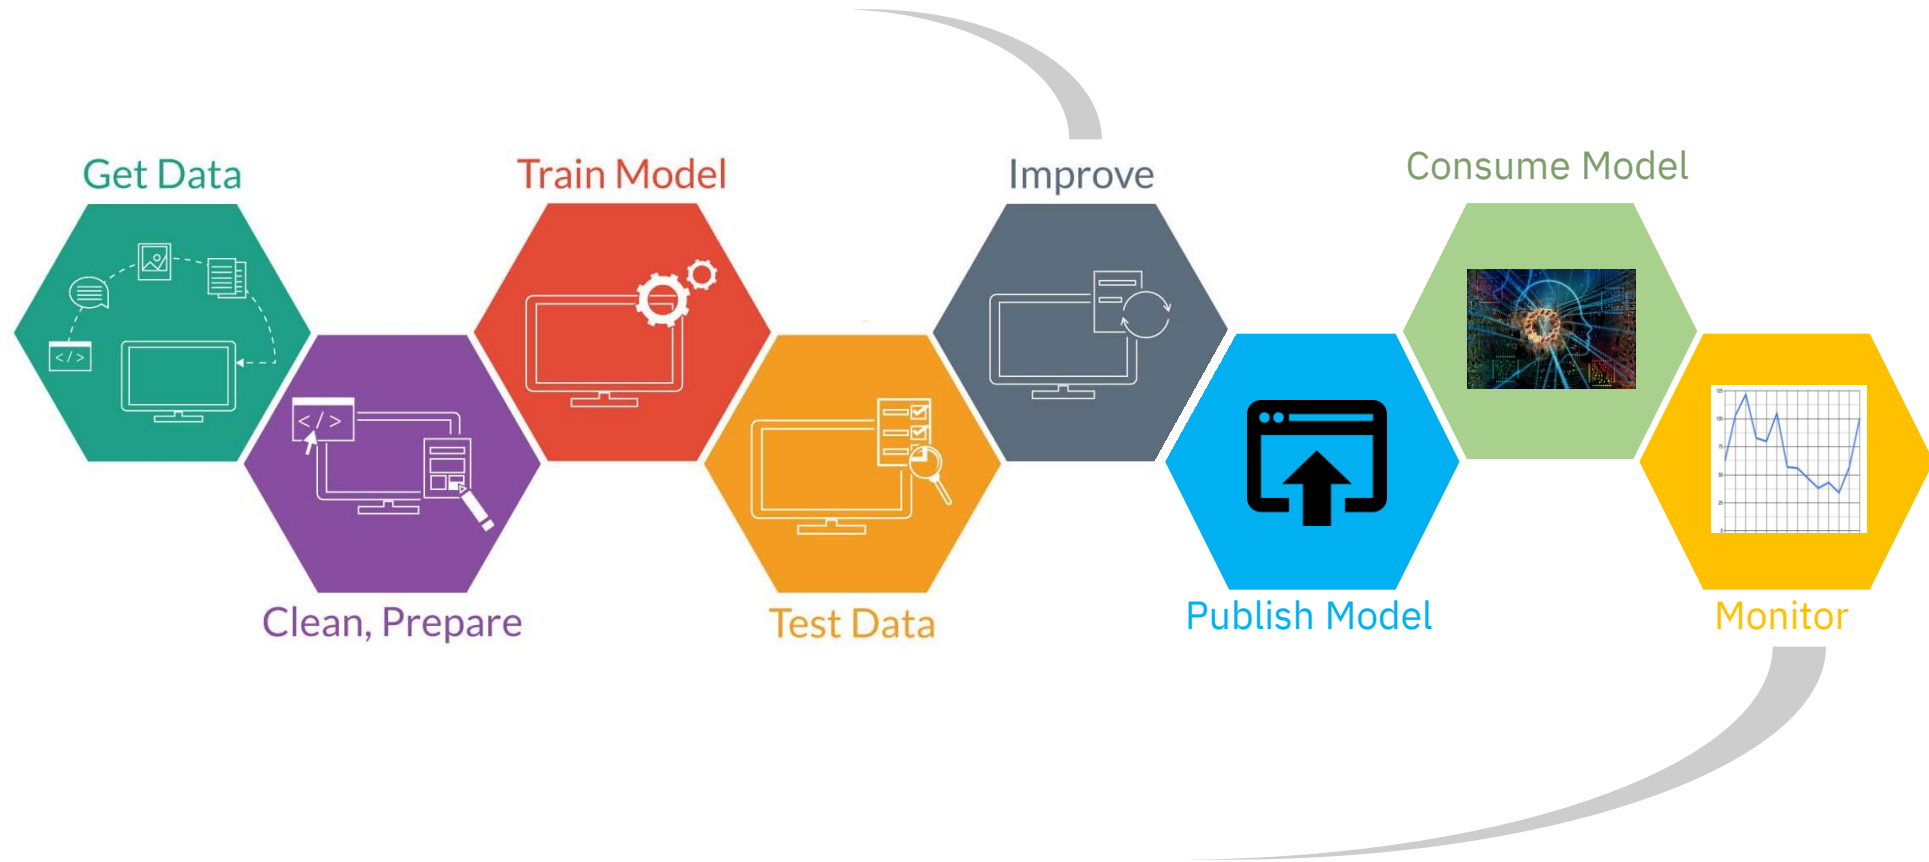 Get Data
Clean, Prepare
Train Model
Test Data
Improve
Publish Model
Consume Model
Monitor